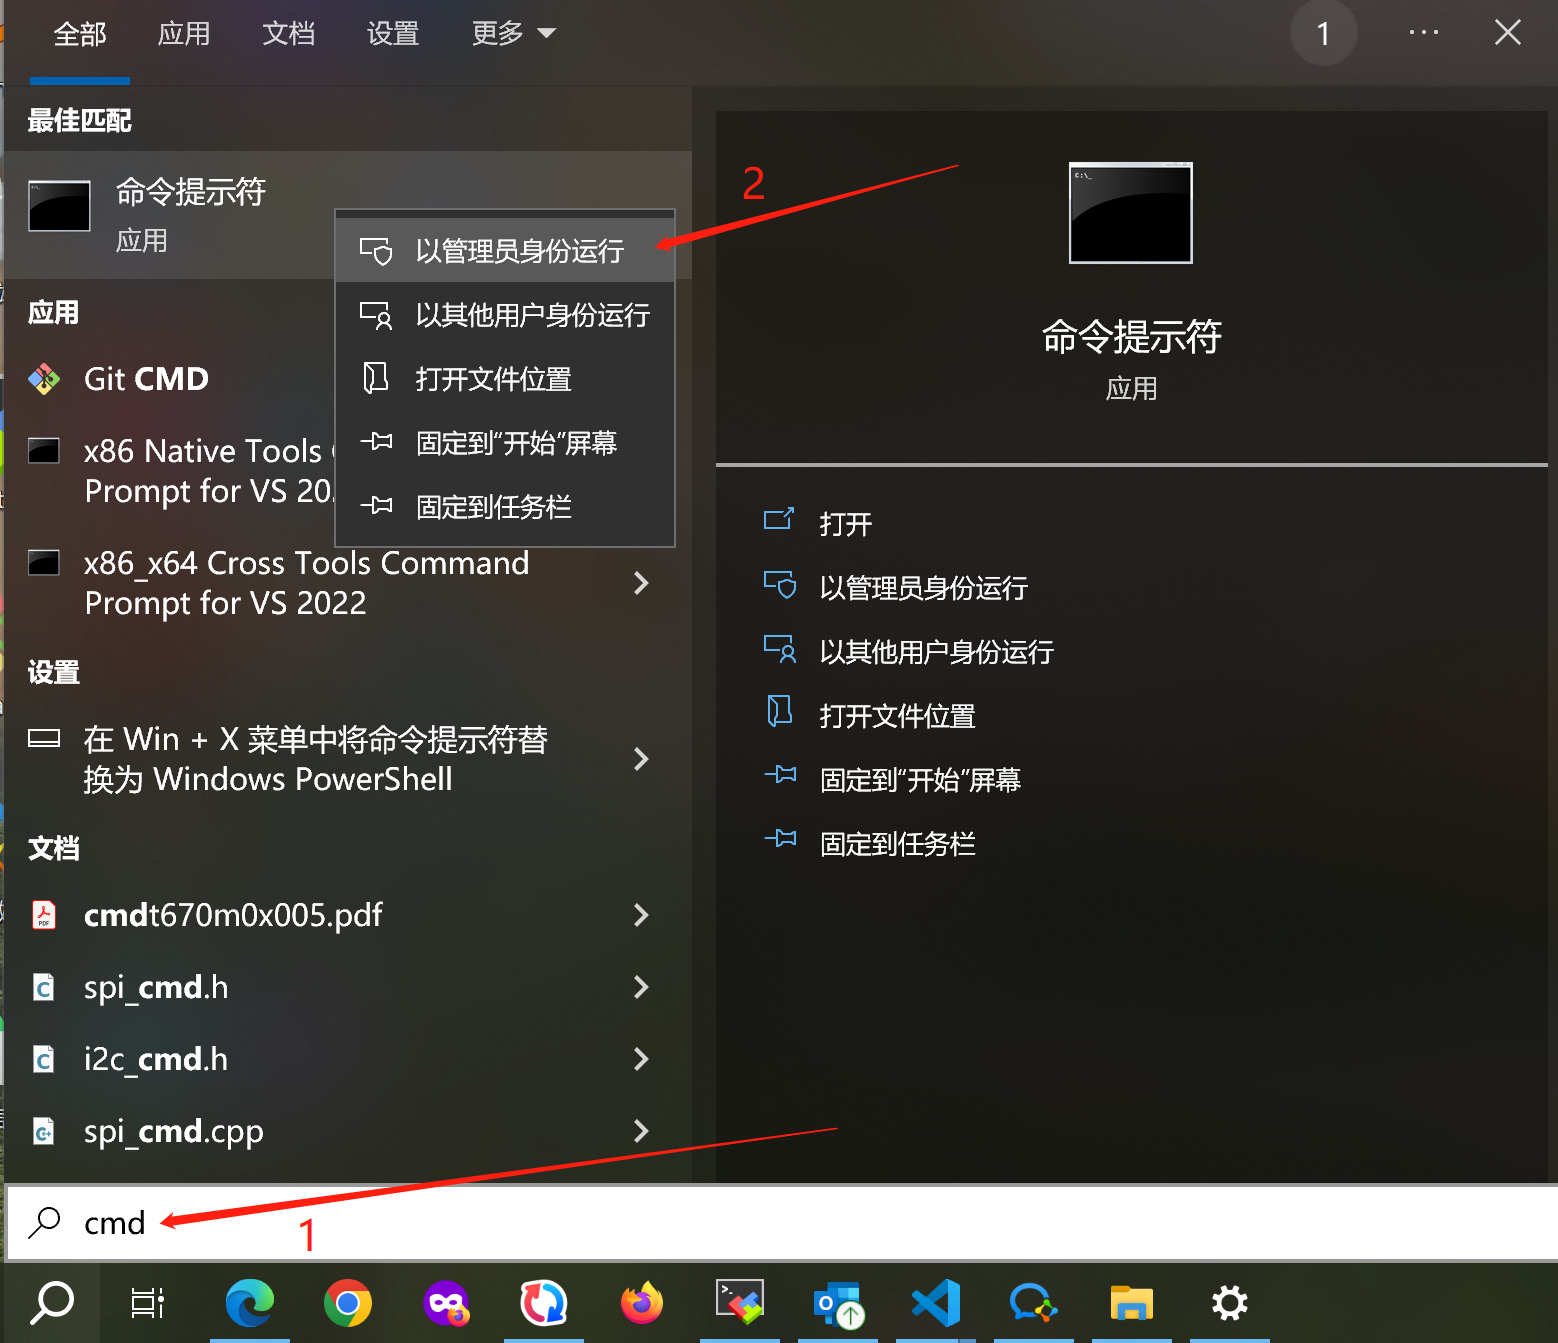 全部 应用 文档 设置 更多 1
最佳匹配
命令提示符
应用
以管理员身份运行
以其他用户身份运行
打开文件位置
固定到“开始”屏幕
固定到任务栏
2
应用
Git CMD
x86 Native Tools
Prompt for VS 20
x86_x64 Cross Tools Command
Prompt for VS 2022
设置
在 Win + X 菜单中将命令提示符替
换为 Windows PowerShell
文档
cmdt670m0x005.pdf
spi_cmd.h
i2c_cmd.h
spi_cmd.cpp
C:\_
命令提示符
应用
打开
以管理员身份运行
以其他用户身份运行
打开文件位置
固定到“开始”屏幕
固定到任务栏
cmd
1